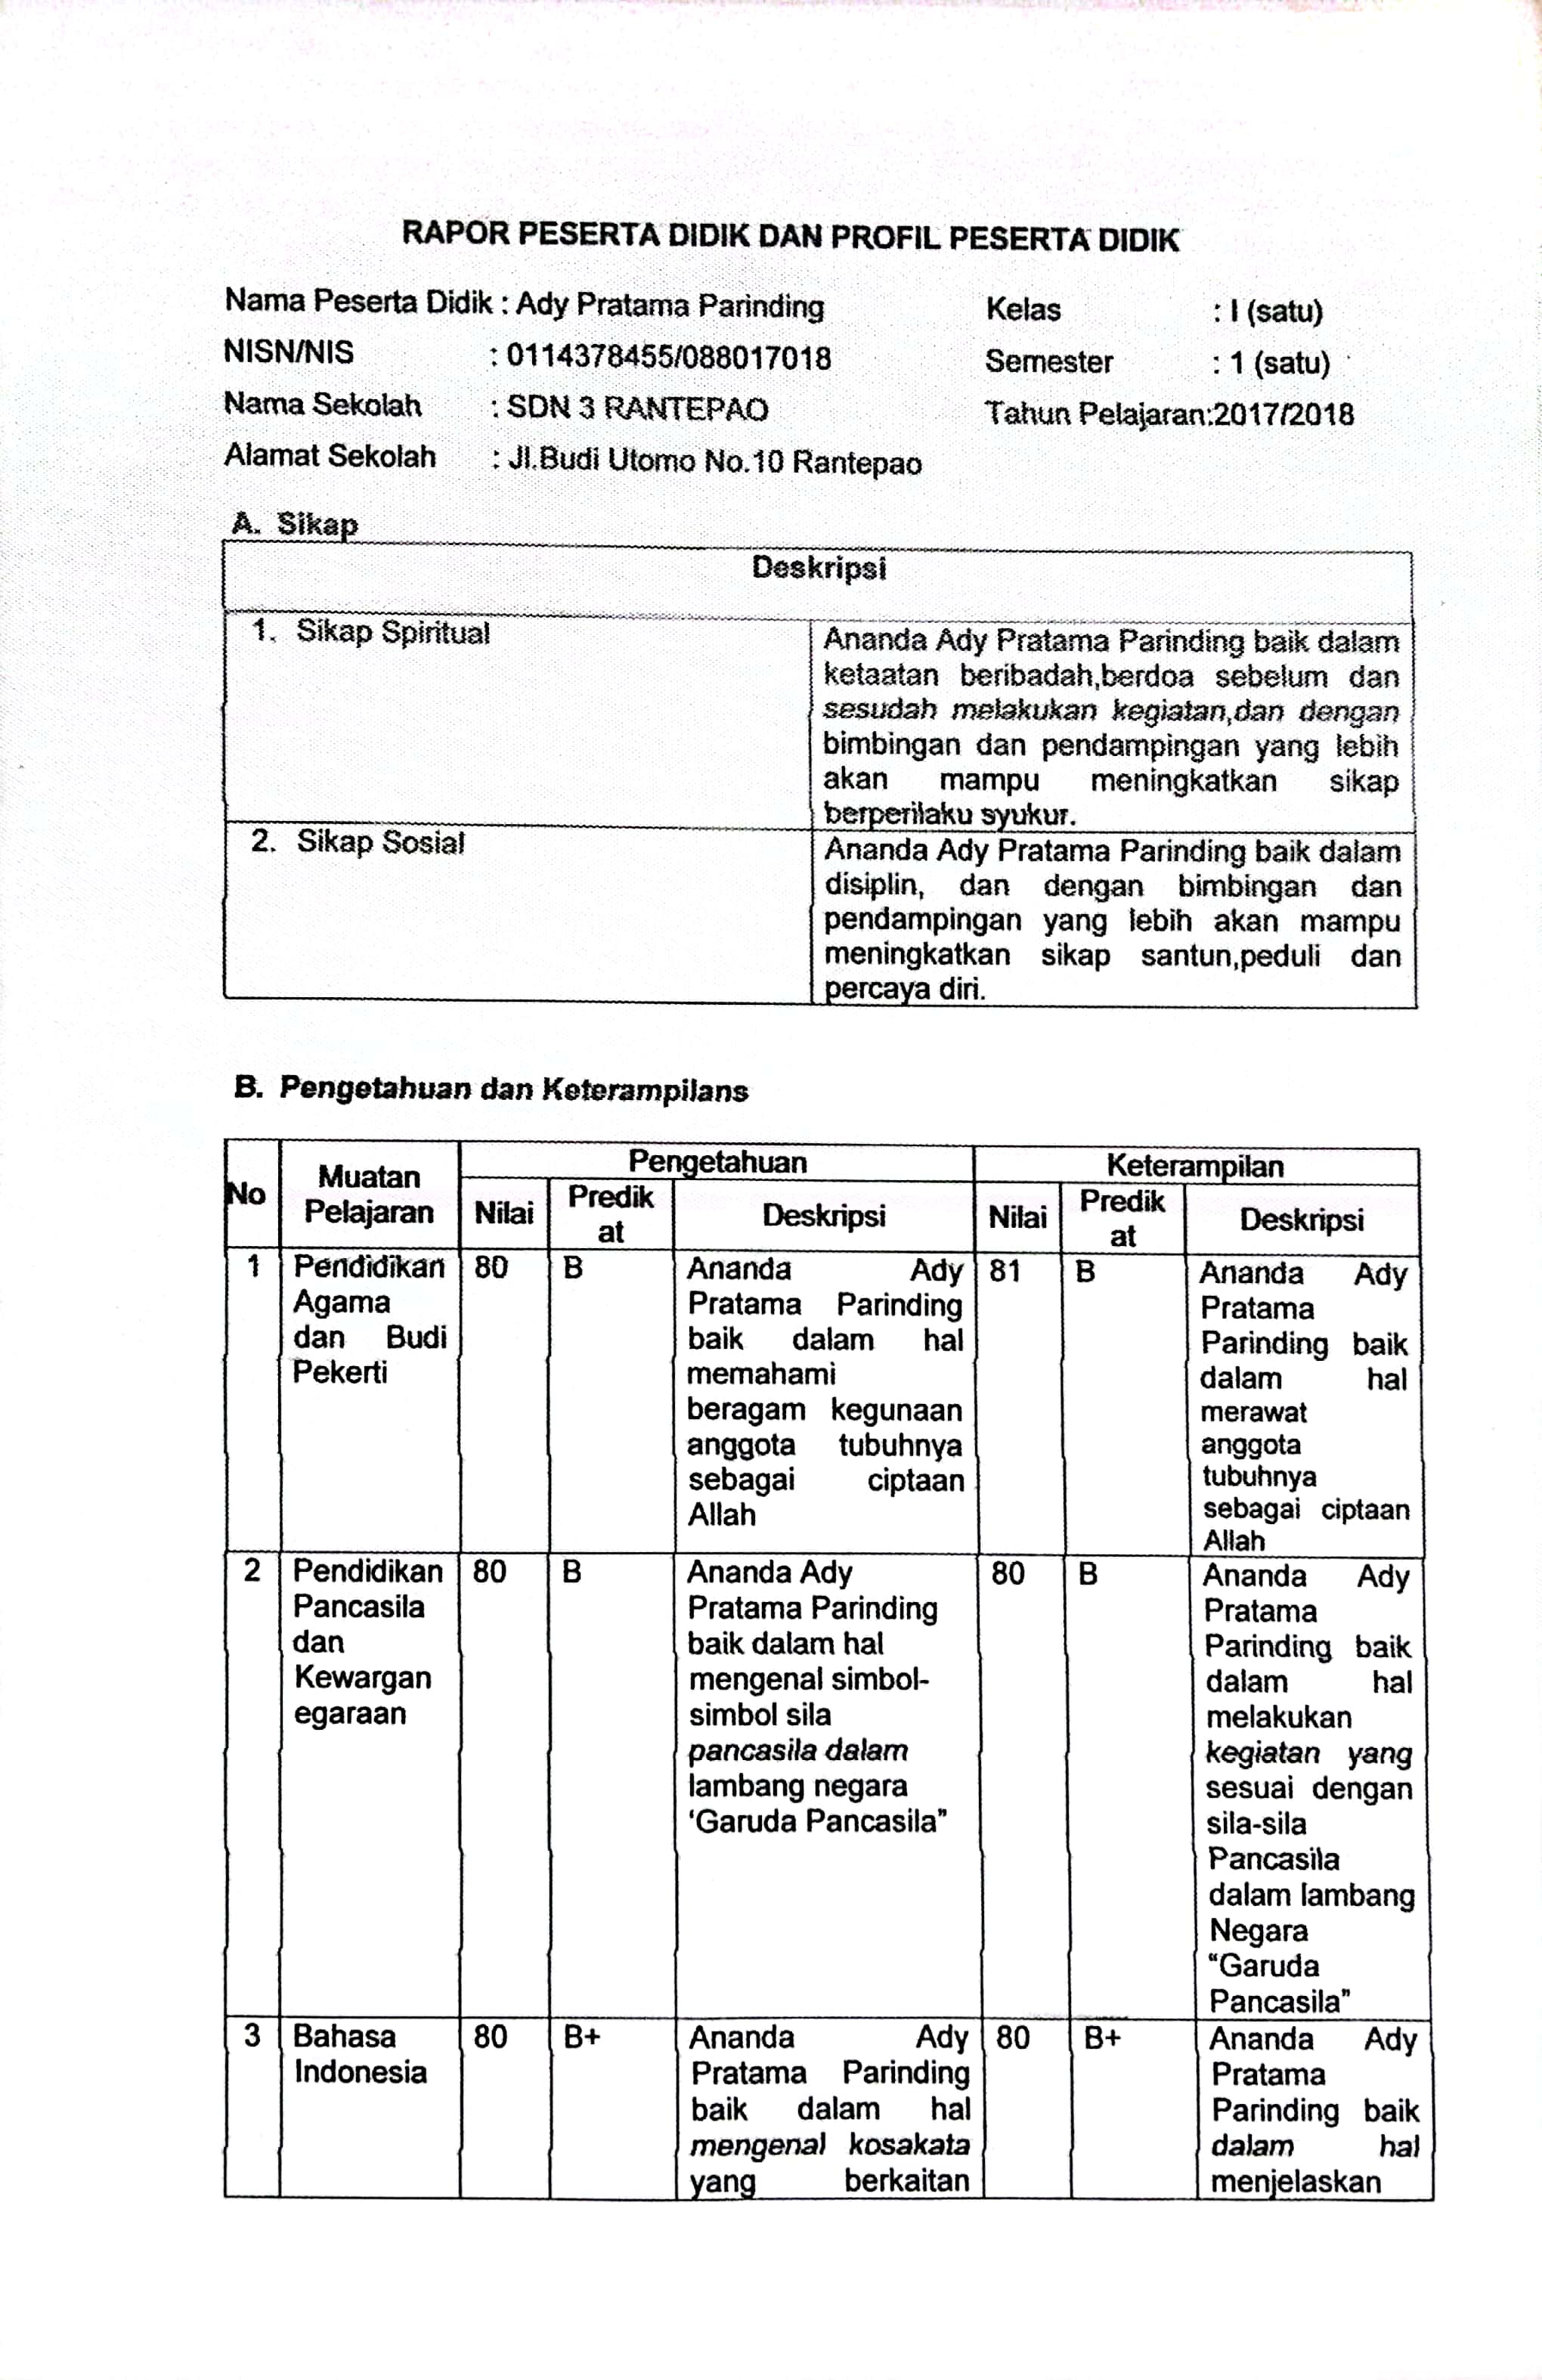 RAPOR PESERTA DIDIK DAN PROFIL PESERTA DIDIK
Nama Peserta Didik : Ady Pratama Parinding
Kelas : I (satu)
NISN/NIS : 0114378455/088017018
Semester : 1 (satu)
Nama Sekolah : SDN 3 RANTEPAO
Tahun Pelajaran:2017/2018
Alamat Sekolah : Jl.Budi Utomo No.10 Rantepao
A. Sikap
Deskripsi
1. Sikap Spiritual
Ananda Ady Pratama Parinding baik dalam
ketaatan beribadah,berdoa sebelum dan
sesudah melakukan kegiatan,dan dengan
bimbingan dan pendampingan yang lebih
akan mampu meningkatkan sikap
berperilaku syukur.
2. Sikap Sosial
Ananda Ady Pratama Parinding baik dalam
disiplin, dan dengan bimbingan dan
pendampingan yang lebih akan mampu
meningkatkan sikap santun,peduli dan
percaya diri.
B. Pengetahuan dan Keterampilans
No
Muatan
Pelajaran
Pengetahuan
Keterampilan
Nilai
Predik
at
Deskripsi
Nilai
Predik
at
Deskripsi
1
Pendidikan
Agama
dan Budi
Pekerti
80
B
Ananda Ady
Pratama Parinding
baik dalam hal
memahami
beragam kegunaan
anggota tubuhnya
sebagai ciptaan
Allah
81
B
Ananda Ady
Pratama
Parinding baik
dalam hal
merawat
anggota
tubuhnya
sebagai ciptaan
Allah
2
Pendidikan
Pancasila
dan
Kewargan
egaraan
80
B
Ananda Ady
Pratama Parinding
baik dalam hal
mengenal simbol-
simbol sila
pancasila dalam
lambang negara
‘Garuda Pancasila”
80
B
Ananda Ady
Pratama
Parinding baik
dalam hal
melakukan
kegiatan yang
sesuai dengan
sila-sila
Pancasila
dalam lambang
Negara
“Garuda
Pancasila”
3
Bahasa
Indonesia
80
B+
Ananda Ady
Pratama Parinding
baik dalam hal
mengenal kosakata
yang berkaitan
80
B+
Ananda Ady
Pratama
Parinding baik
dalam hal
menjelaskan